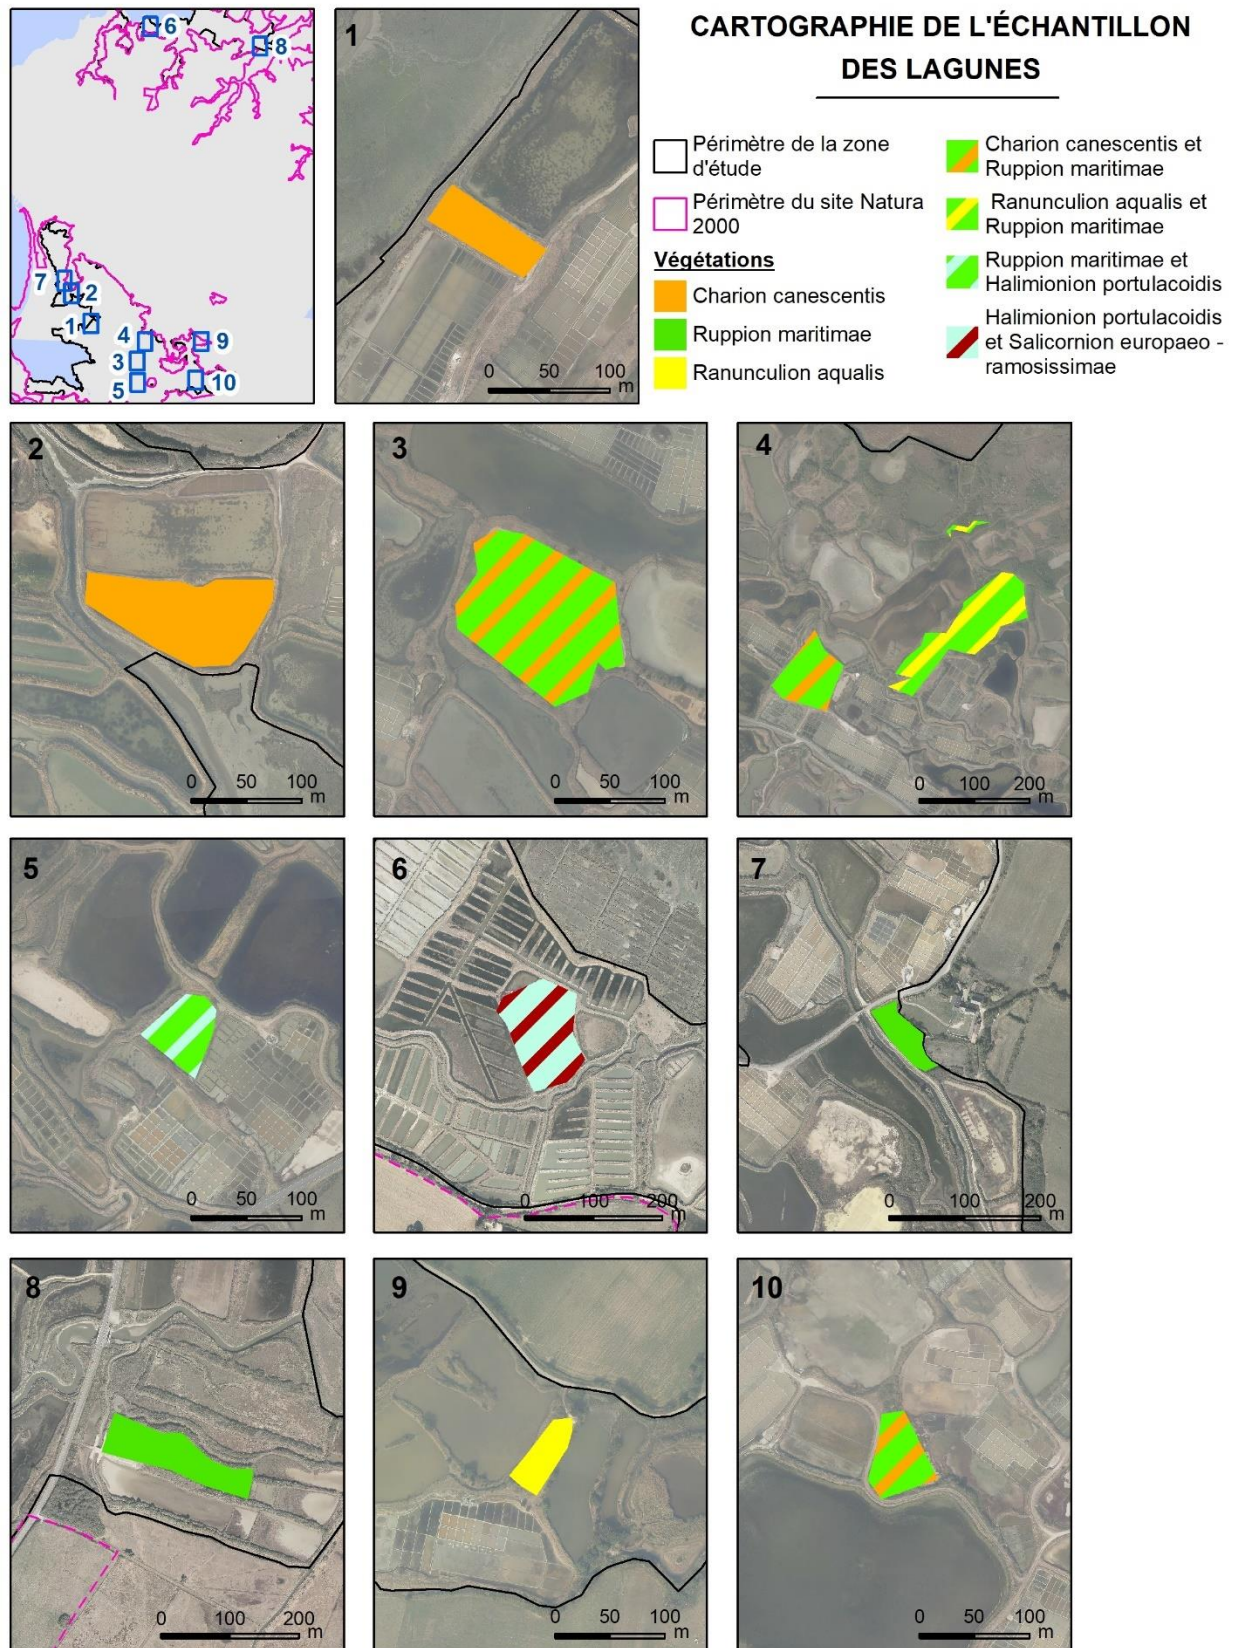 CARTOGRAPHIE DE L'ÉCHANTILLON
DES LAGUNES
6
8
7
2
1
4
9
3
5
10
1
0 50 100
m
Périmètre de la zone
d'étude
Périmètre du site Natura
2000
Végétations
Charion canescentis
Ruppion maritimae
Ranunculion aqualis
Charion canescentis et
Ruppion maritimae
Ranunculion aqualis et
Ruppion maritimae
Ruppion maritimae et
Halimionion portulacoidis
Halimionion portulacoidis
et Salicornion europaeo -
ramosissimae
2
0 50 100
m
3
0 50 100
m
4
0 100 200
m
5
0 50 100
m
6
0 100 200
m
7
0 100 200
m
8
0 100 200
m
9
0 50 100
m
10
0 50 100
m